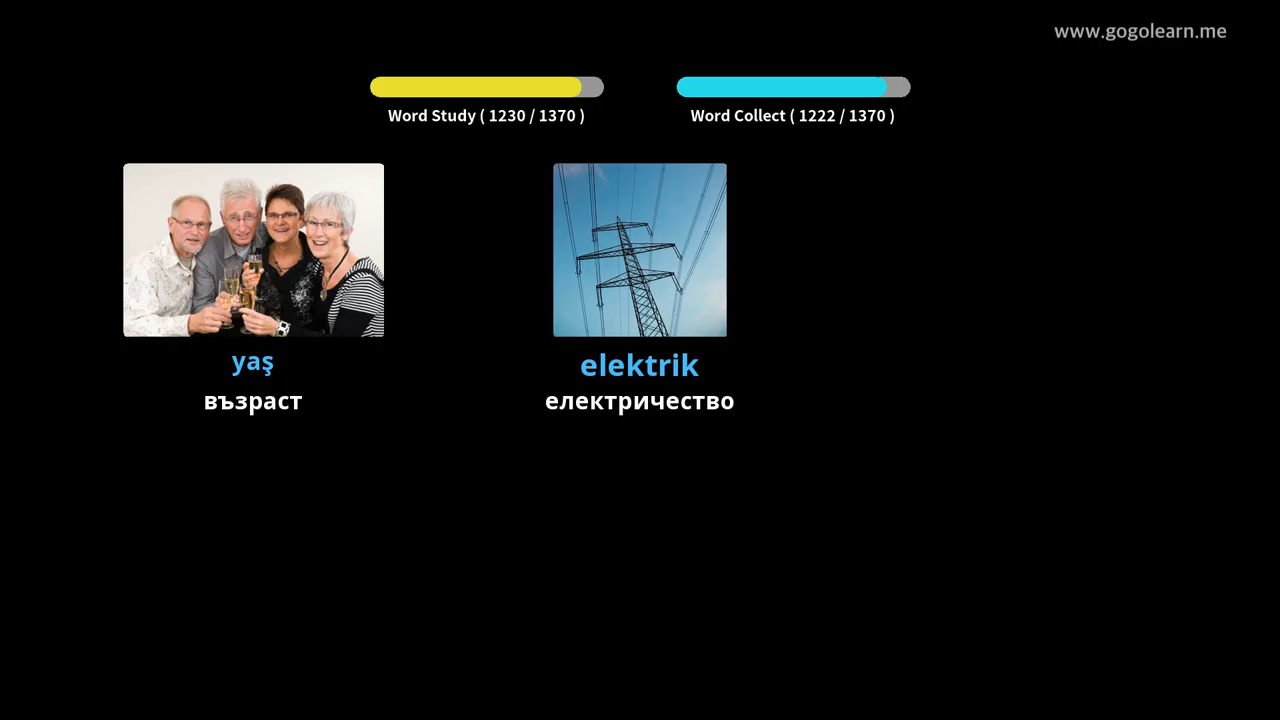 www.gogolearn.me
Word Study ( 1230 / 1370 )
Word Collect ( 1222 / 1370 )
yaş
elektrik
възраст
електричество